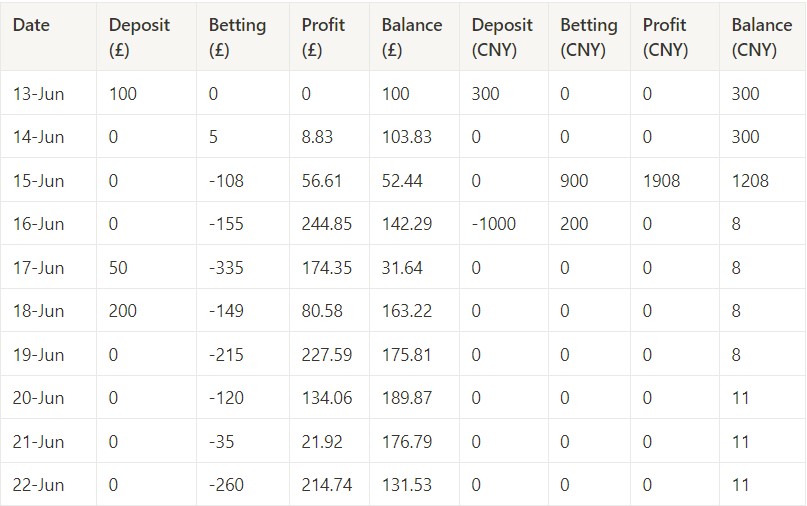 Date Deposit (£) Betting (£) Profit (£) Balance (£) Deposit (CNY) Betting (CNY) Profit (CNY) Balance (CNY)
13-Jun 100 0 0 100 300 0 0 300
14-Jun 0 5 8.83 103.83 0 0 0 300
15-Jun 0 -108 56.61 52.44 0 900 1908 1208
16-Jun 0 -155 244.85 142.29 -1000 200 0 8
17-Jun 50 -335 174.35 31.64 0 0 0 8
18-Jun 200 -149 80.58 163.22 0 0 0 8
19-Jun 0 -215 227.59 175.81 0 0 0 8
20-Jun 0 -120 134.06 189.87 0 0 0 11
21-Jun 0 -35 21.92 176.79 0 0 0 11
22-Jun 0 -260 214.74 131.53 0 0 0 11